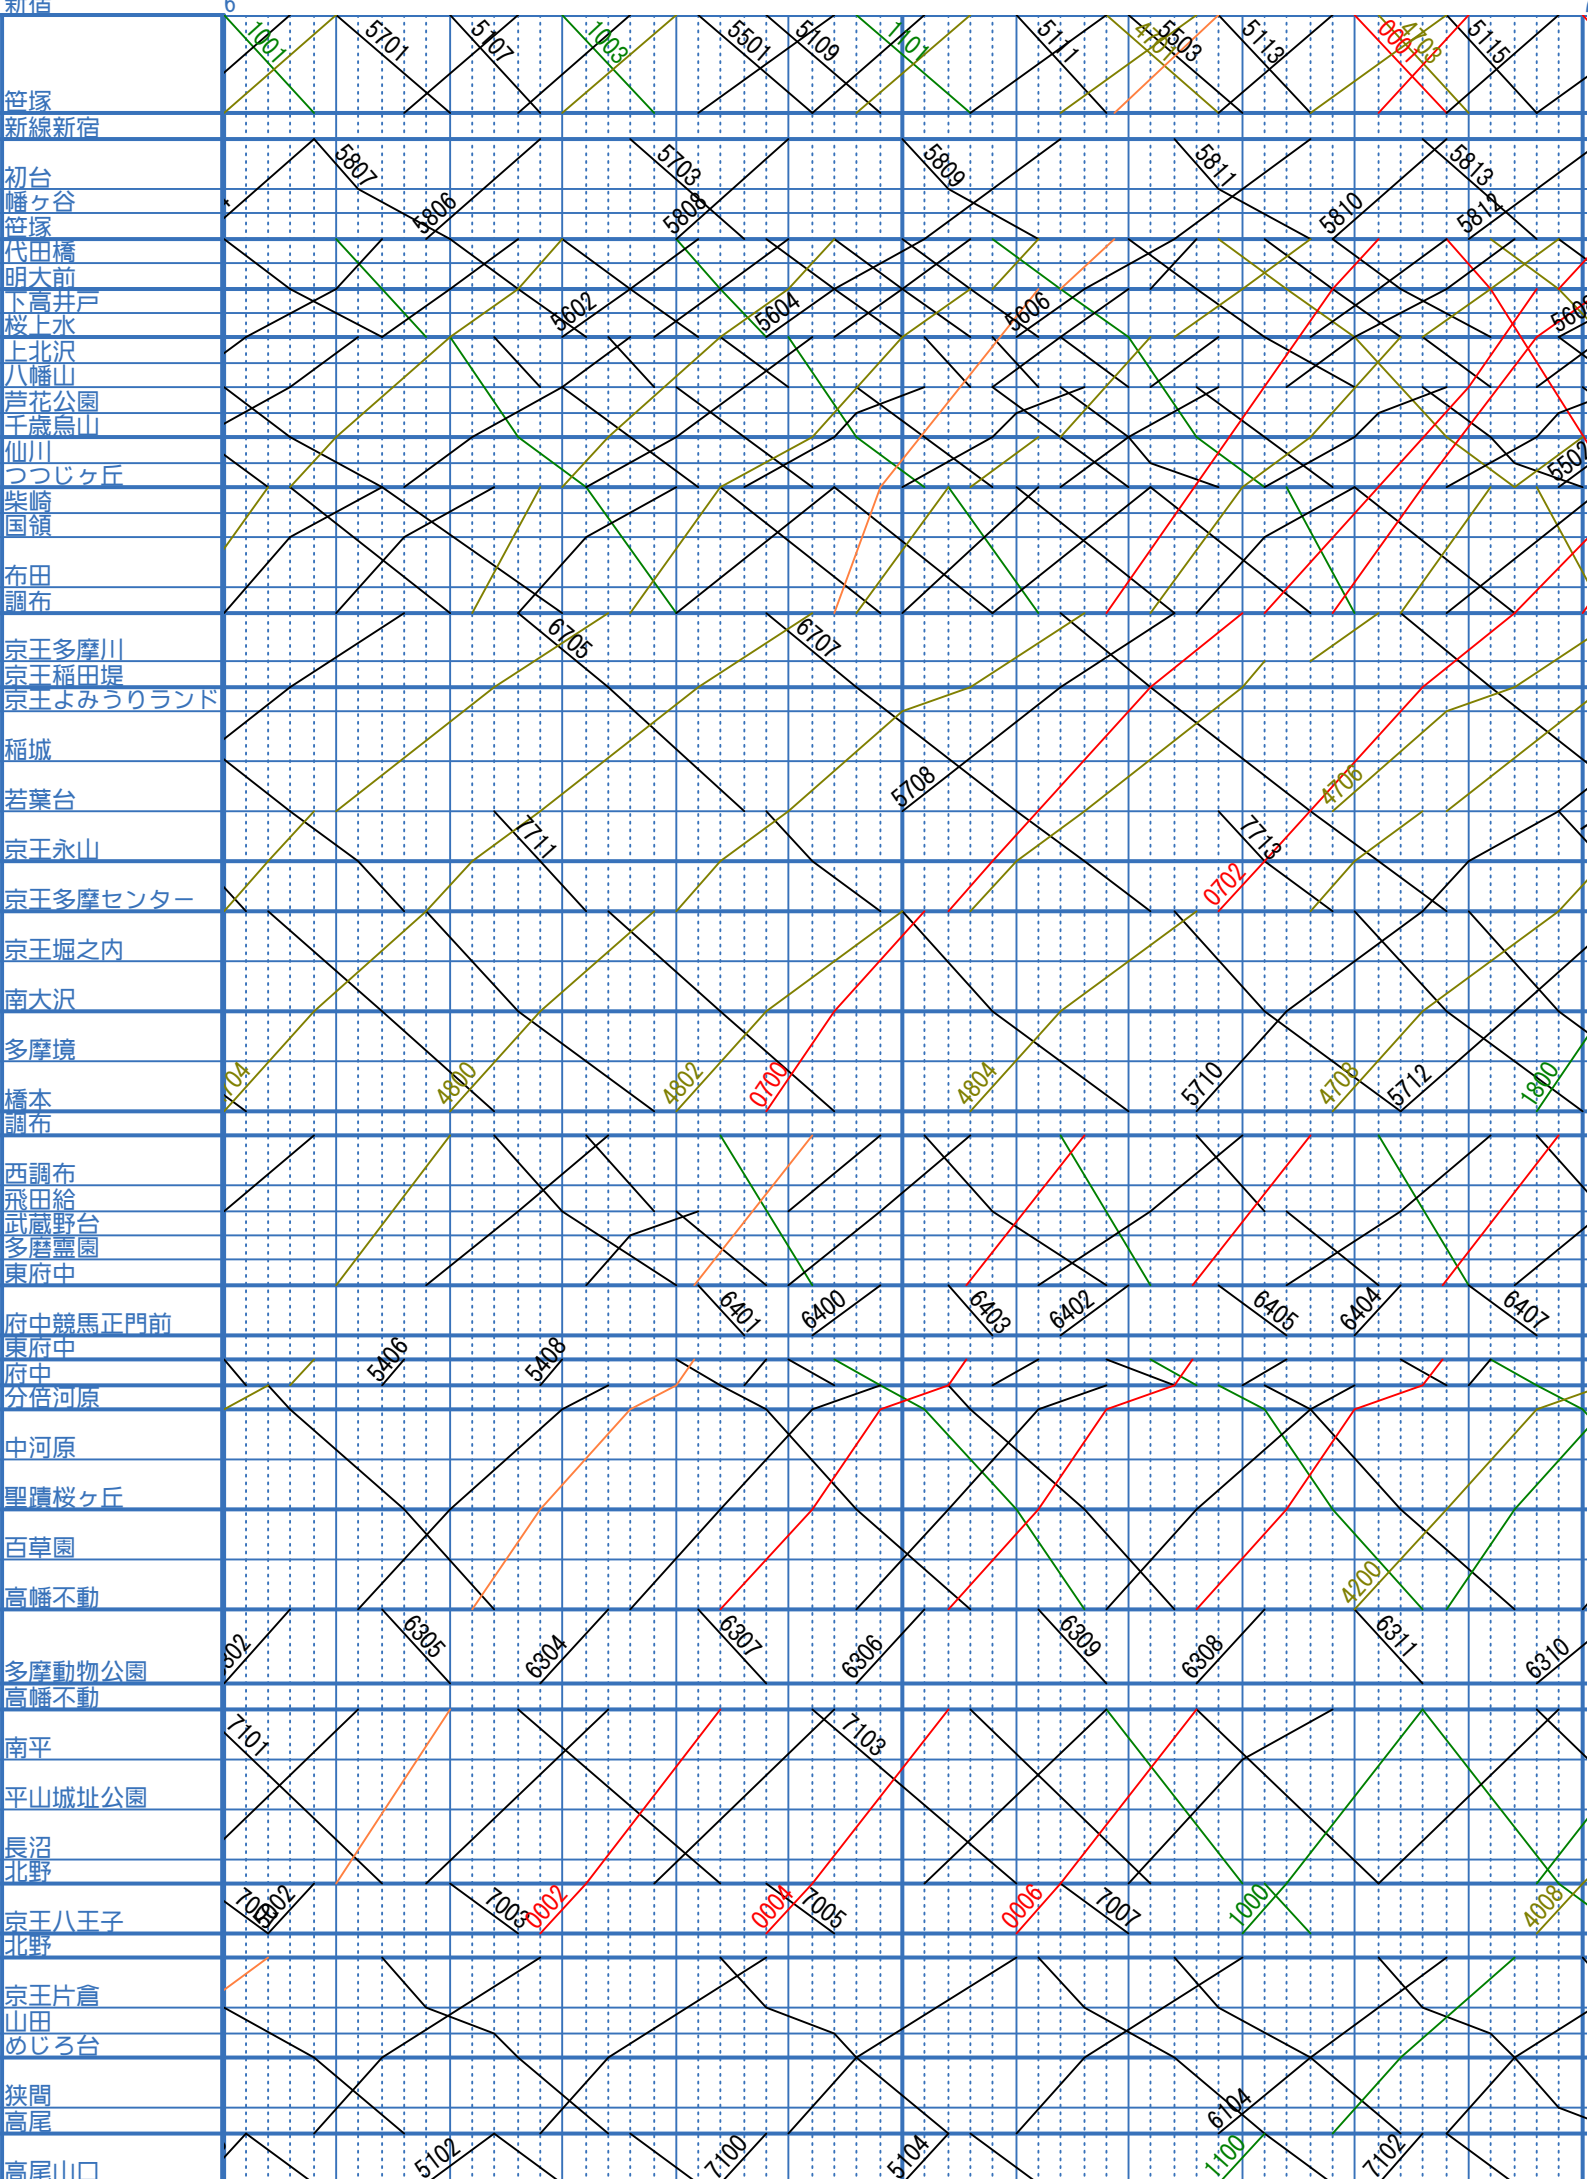 新宿 6
1001 5701 5107 1003 5501 5109 1101 5111 5503 5113 0001 4703 5115
笹塚
新線新宿
5807 5703 5809 5811 5813
初台
幡ヶ谷
5806 5808 5810 5812
笹塚
代田橋
明大前
下高井戸
5602 5604 5606
桜上水
上北沢
八幡山
芦花公園
千歳烏山
仙川
5502
つつじヶ丘
柴崎
国領
布田
調布
6705 6707
京王多摩川
京王稲田堤
京王よみうりランド
稲城
5708 4706
若葉台
7711 7713
京王永山
0702
京王多摩センター
京王堀之内
南大沢
多摩境
704 4800 4802 0700 4804 5710 4708 5712 1800
橋本
調布
西調布
飛田給
武蔵野台
多磨霊園
東府中
6401 6400 6403 6402 6405 6404 6407
府中競馬正門前
東府中
5406 5408
府中
分倍河原
中河原
聖蹟桜ヶ丘
百草園
4200
高幡不動
302 6305 6304 6307 6306 6309 6308 6311 6310
多摩動物公園
高幡不動
7101 7103
南平
平山城址公園
長沼
北野
7003 0002 0004 7005 0006 7007 1000 4008
京王八王子
北野
京王片倉
山田
めじろ台
狭間
6104
高尾
5102 7100 5104 1100 7102
高尾山口